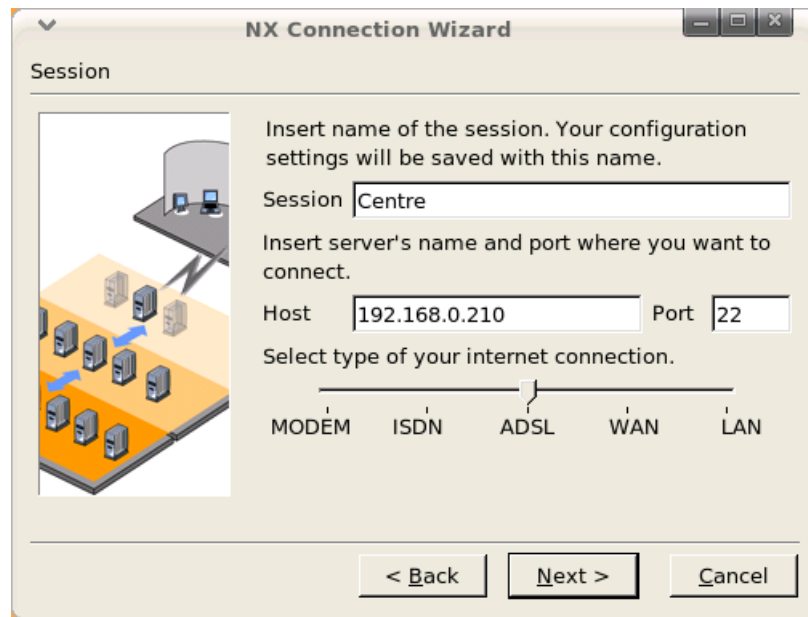 NX Connection Wizard
Session
Insert name of the session. Your configuration
settings will be saved with this name.
Session Centre
Insert server's name and port where you want to
connect.
Host 192.168.0.210 Port 22
Select type of your internet connection.
MODEM ISDN ADSL WAN LAN
< Back Next > Cancel